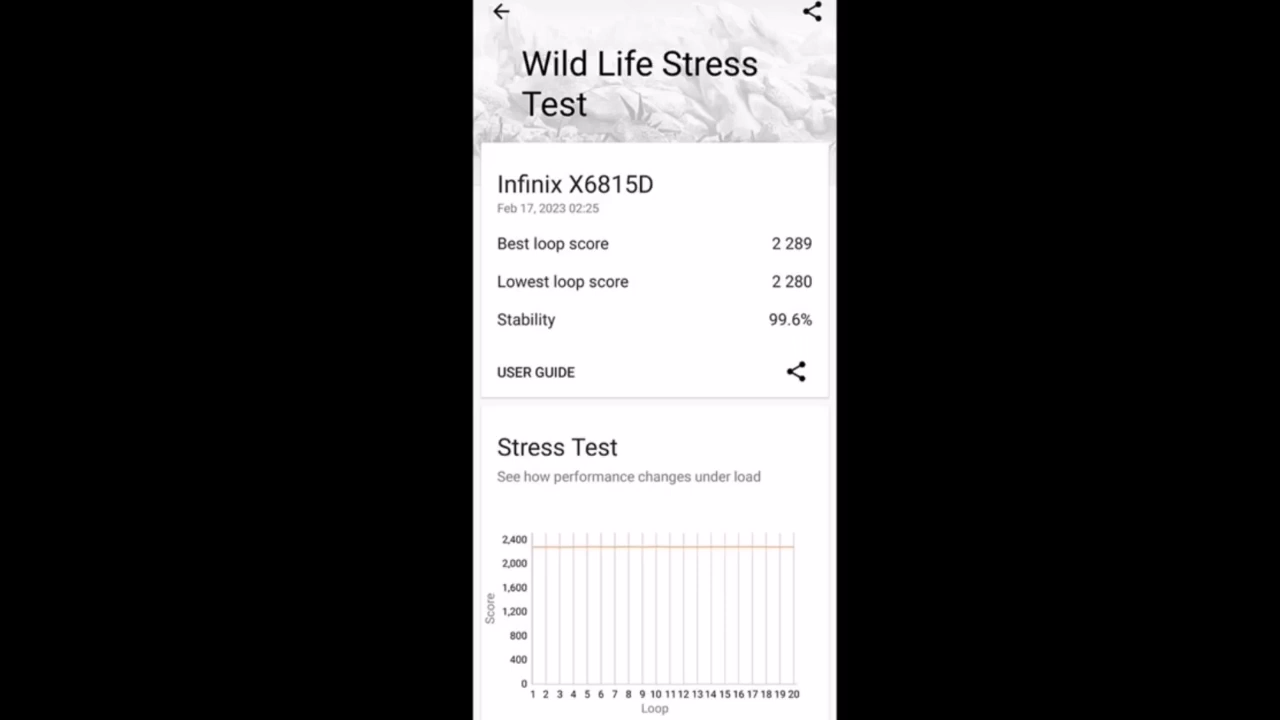 Wild Life Stress
Test
Infinix X6815D
Feb 17, 2023 02:25
Best loop score 2 289
Lowest loop score 2 280
Stability 99.6%
USER GUIDE
Stress Test
See how performance changes under load
2,400
2,000
1,600
1,200
800
400
0
Score
1 2 3 4 5 6 7 8 9 10 11 12 13 14 15 16 17 18 19 20
Loop